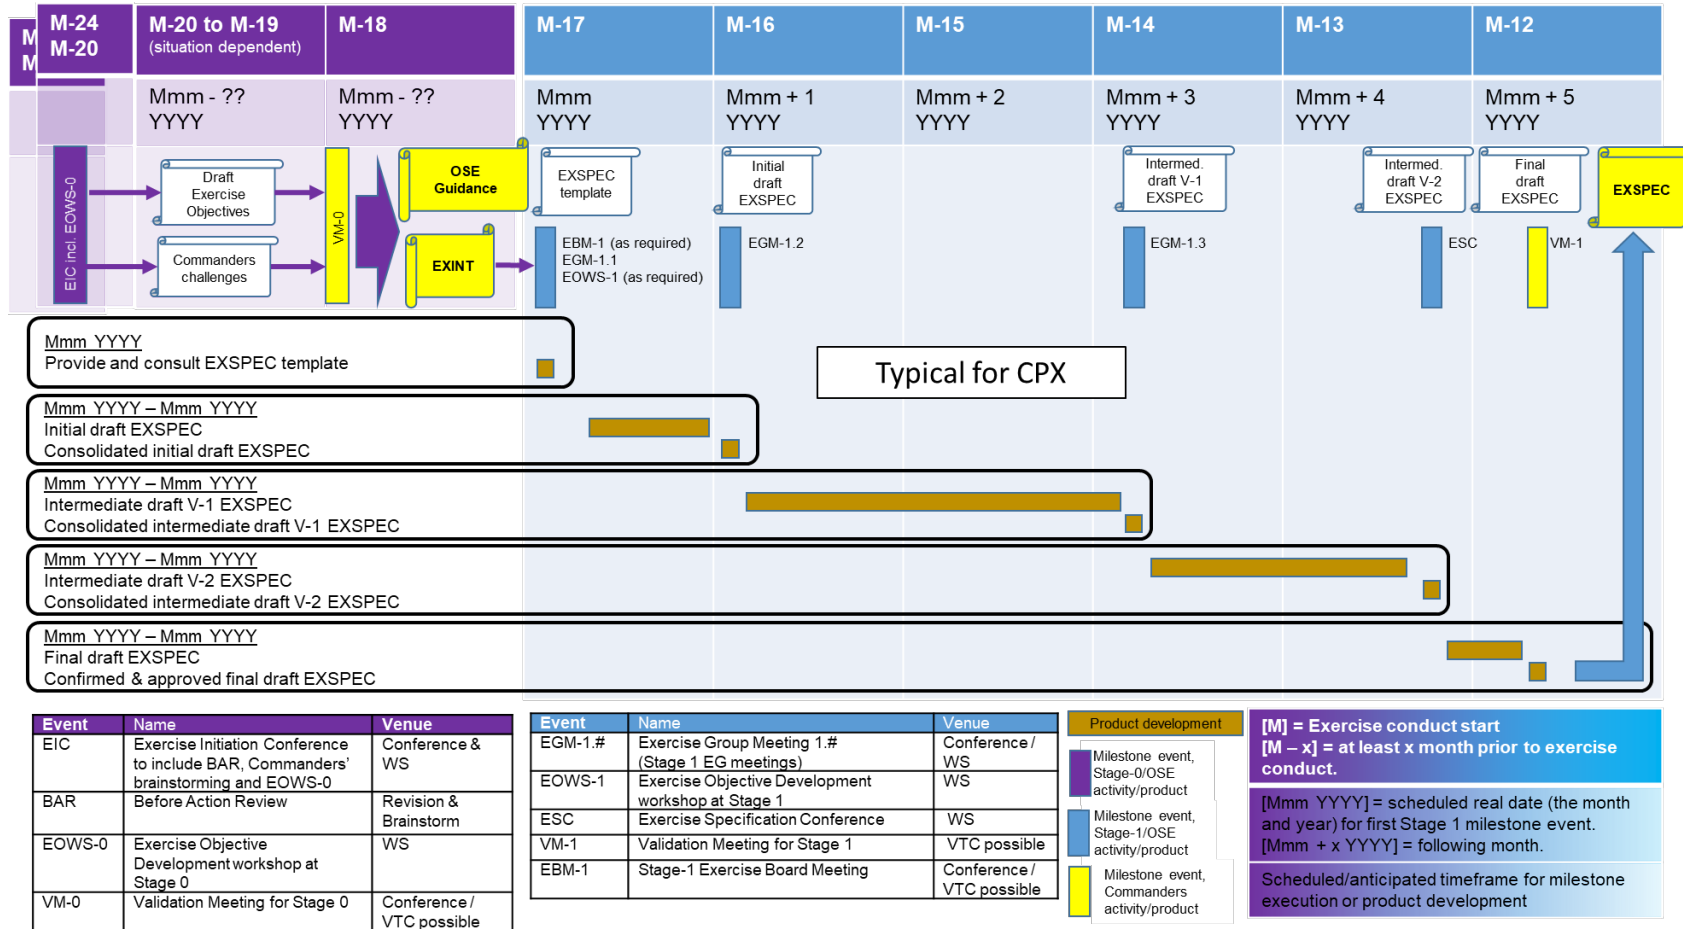 M
M
M-24
M-20
M-20 to M-19
(situation dependent)
M-18
M-17
M-16
M-15
M-14
M-13
M-12
Mmm - ??
YYYY
Mmm - ??
YYYY
Mmm
YYYY
Mmm + 1
YYYY
Mmm + 2
YYYY
Mmm + 3
YYYY
Mmm + 4
YYYY
Mmm + 5
YYYY
EIC incl. EOWS-0
Draft
Exercise
Objectives
Commanders
challenges
VM-0
OSE
Guidance
EXINT
EXSPEC
template
EBM-1 (as required)
EGM-1.1
EOWS-1 (as required)
Initial
draft
EXSPEC
EGM-1.2
Intermed.
draft V-1
EXSPEC
EGM-1.3
Intermed.
draft V-2
EXSPEC
ESC
Final
draft
EXSPEC
VM-1
EXSPEC
Mmm YYYY
Provide and consult EXSPEC template
Typical for CPX
Mmm YYYY – Mmm YYYY
Initial draft EXSPEC
Consolidated initial draft EXSPEC
Mmm YYYY – Mmm YYYY
Intermediate draft V-1 EXSPEC
Consolidated intermediate draft V-1 EXSPEC
Mmm YYYY – Mmm YYYY
Intermediate draft V-2 EXSPEC
Consolidated intermediate draft V-2 EXSPEC
Mmm YYYY – Mmm YYYY
Final draft EXSPEC
Confirmed & approved final draft EXSPEC
Event Name Venue
EIC Exercise Initiation Conference Conference &
to include BAR, Commanders’ WS
brainstorming and EOWS-0
BAR Before Action Review Revision &
Brainstorm
EOWS-0 Exercise Objective WS
Development workshop at
Stage 0
VM-0 Validation Meeting for Stage 0 Conference /
VTC possible
Event Name Venue
EGM-1.# Exercise Group Meeting 1.# Conference /
(Stage 1 EG meetings) WS
EOWS-1 Exercise Objective Development WS
workshop at Stage 1
ESC Exercise Specification Conference WS
VM-1 Validation Meeting for Stage 1 VTC possible
EBM-1 Stage-1 Exercise Board Meeting Conference /
VTC possible
Product development
Milestone event,
Stage-0/OSE
activity/product
Milestone event,
Stage-1/OSE
activity/product
Milestone event,
Commanders
activity/product
[M] = Exercise conduct start
[M – x] = at least x month prior to exercise
conduct.
[Mmm YYYY] = scheduled real date (the month
and year) for first Stage 1 milestone event.
[Mmm + x YYYY] = following month.
Scheduled/anticipated timeframe for milestone
execution or product development